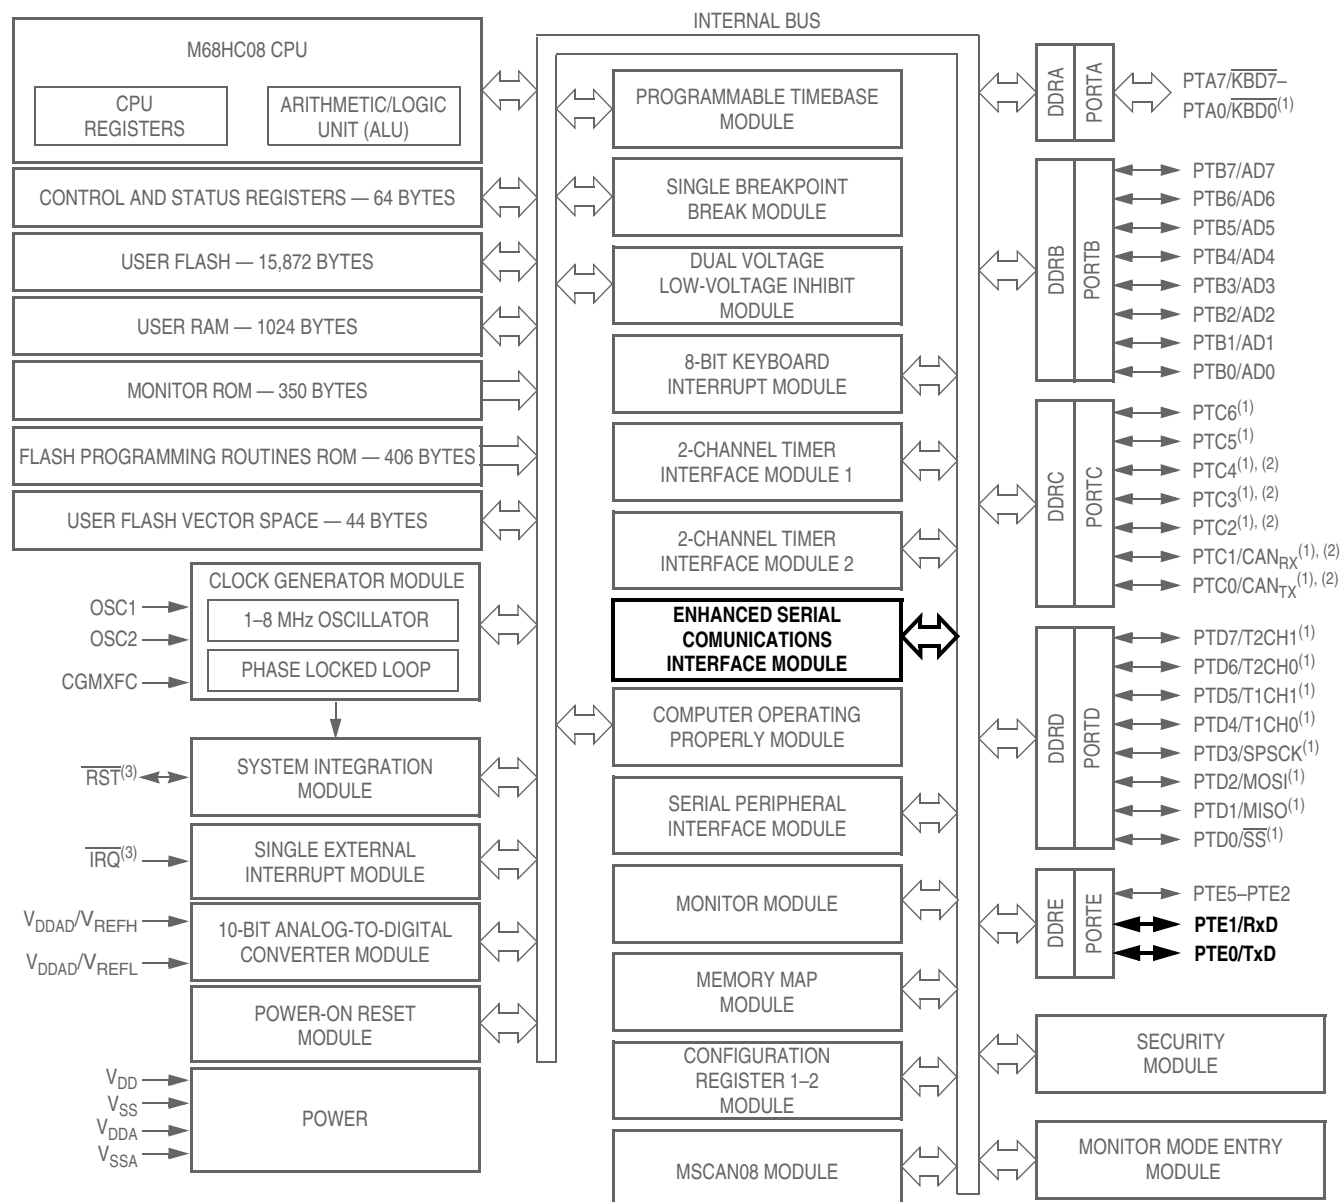 INTERNAL BUS
M68HC08 CPU
CPU
REGISTERS
ARITHMETIC/LOGIC
UNIT (ALU)
CONTROL AND STATUS REGISTERS — 64 BYTES
USER FLASH — 15,872 BYTES
USER RAM — 1024 BYTES
MONITOR ROM — 350 BYTES
FLASH PROGRAMMING ROUTINES ROM — 406 BYTES
USER FLASH VECTOR SPACE — 44 BYTES
CLOCK GENERATOR MODULE
1–8 MHz OSCILLATOR
PHASE LOCKED LOOP
OSC1
OSC2
CGMXFC
SYSTEM INTEGRATION
MODULE
RST(3)
SINGLE EXTERNAL
INTERRUPT MODULE
IRQ(3)
10-BIT ANALOG-TO-DIGITAL
CONVERTER MODULE
VDDAD/VREFH
VDDAD/VREFL
POWER-ON RESET
MODULE
POWER
VDD
VSS
VDDA
VSSA
PROGRAMMABLE TIMEBASE
MODULE
SINGLE BREAKPOINT
BREAK MODULE
DUAL VOLTAGE
LOW-VOLTAGE INHIBIT
MODULE
8-BIT KEYBOARD
INTERRUPT MODULE
2-CHANNEL TIMER
INTERFACE MODULE 1
2-CHANNEL TIMER
INTERFACE MODULE 2
ENHANCED SERIAL
COMUNICATIONS
INTERFACE MODULE
COMPUTER OPERATING
PROPERLY MODULE
SERIAL PERIPHERAL
INTERFACE MODULE
MONITOR MODULE
MEMORY MAP
MODULE
CONFIGURATION
REGISTER 1–2
MODULE
MSCAN08 MODULE
DDRA
PORTA
PTA7/KBD7–
PTA0/KBD0(1)
DDRB
PORTB
PTB7/AD7
PTB6/AD6
PTB5/AD5
PTB4/AD4
PTB3/AD3
PTB2/AD2
PTB1/AD1
PTB0/AD0
DDRC
PORTC
PTC6(1)
PTC5(1)
PTC4(1), (2)
PTC3(1), (2)
PTC2(1), (2)
PTC1/CANRX(1), (2)
PTC0/CANTX(1), (2)
DDRD
PORTD
PTD7/T2CH1(1)
PTD6/T2CH0(1)
PTD5/T1CH1(1)
PTD4/T1CH0(1)
PTD3/SPSCK(1)
PTD2/MOSI(1)
PTD1/MISO(1)
PTD0/SS(1)
DDRE
PORTE
PTE5–PTE2
PTE1/RxD
PTE0/TxD
SECURITY
MODULE
MONITOR MODE ENTRY
MODULE